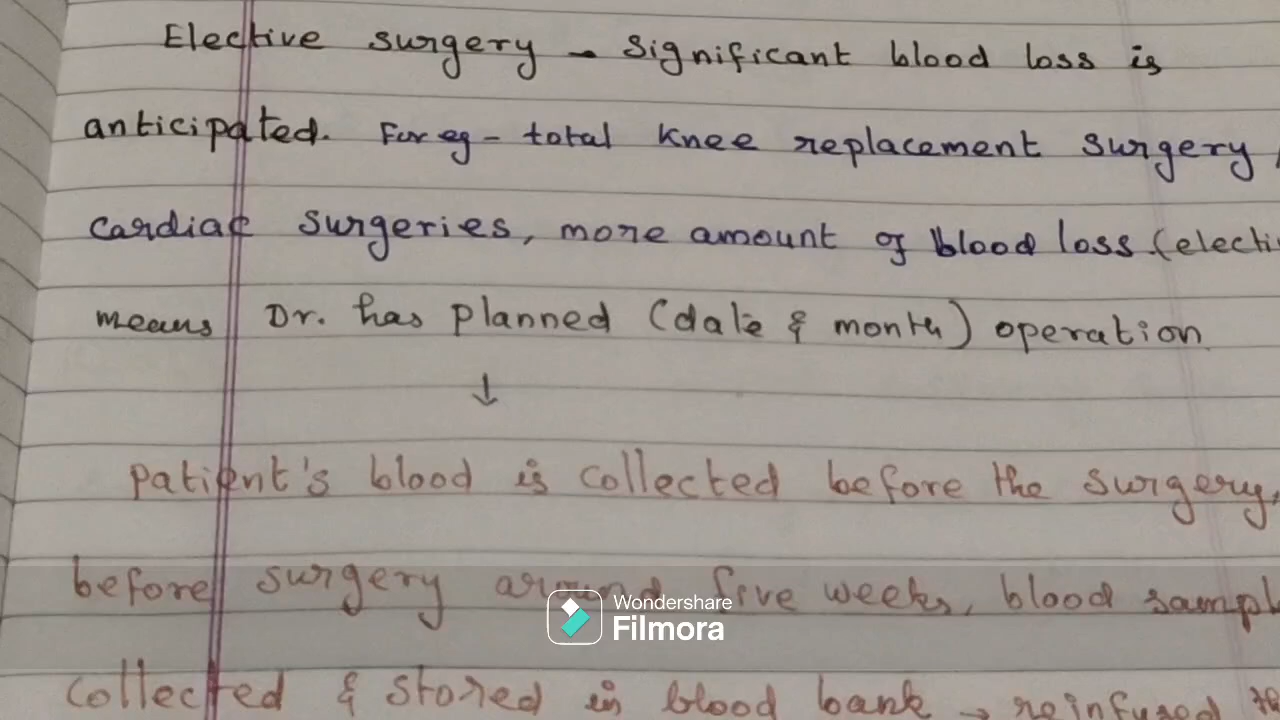 Elective surgery - significant blood loss is
anticipated. For eg - total knee replacement surgery,
cardiac surgeries, more amount of blood loss (electi
means Dr. has planned (date & month) operation
↓
patient's blood is collected before the surgery,
before surgery around five weeks, blood sampl
collected & stored in blood bank → reinfused
Wondershare
Filmora